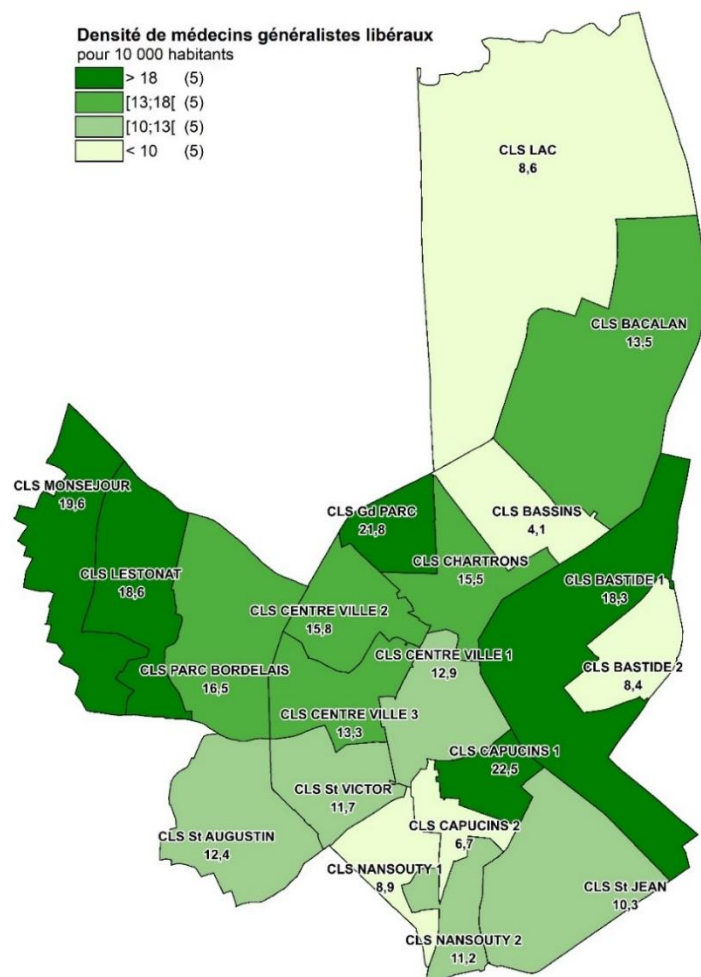 Densité de médecins généralistes libéraux
pour 10 000 habitants
> 18 (5)
[13;18[ (5)
[10;13[ (5)
< 10 (5)
CLS LAC
8,6
CLS BACALAN
13,5
CLS MONSEJOUR
19,6
CLS Gd PARC
21,8
CLS BASSINS
4,1
CLS CHARTRONS
15,5
CLS LESTONAT
18,6
CLS BASTIDE 1
18,3
CLS CENTRE VILLE 2
15,8
CLS CENTRE VILLE 1
12,9
CLS PARC BORDELAIS
16,5
CLS BASTIDE 2
8,4
CLS CENTRE VILLE 3
13,3
CLS CAPUCINS 1
22,5
CLS St VICTOR
11,7
CLS St AUGUSTIN
12,4
CLS CAPUCINS 2
6,7
CLS NANSOUTY 1
8,9
CLS St JEAN
10,3
CLS NANSOUTY 2
11,2